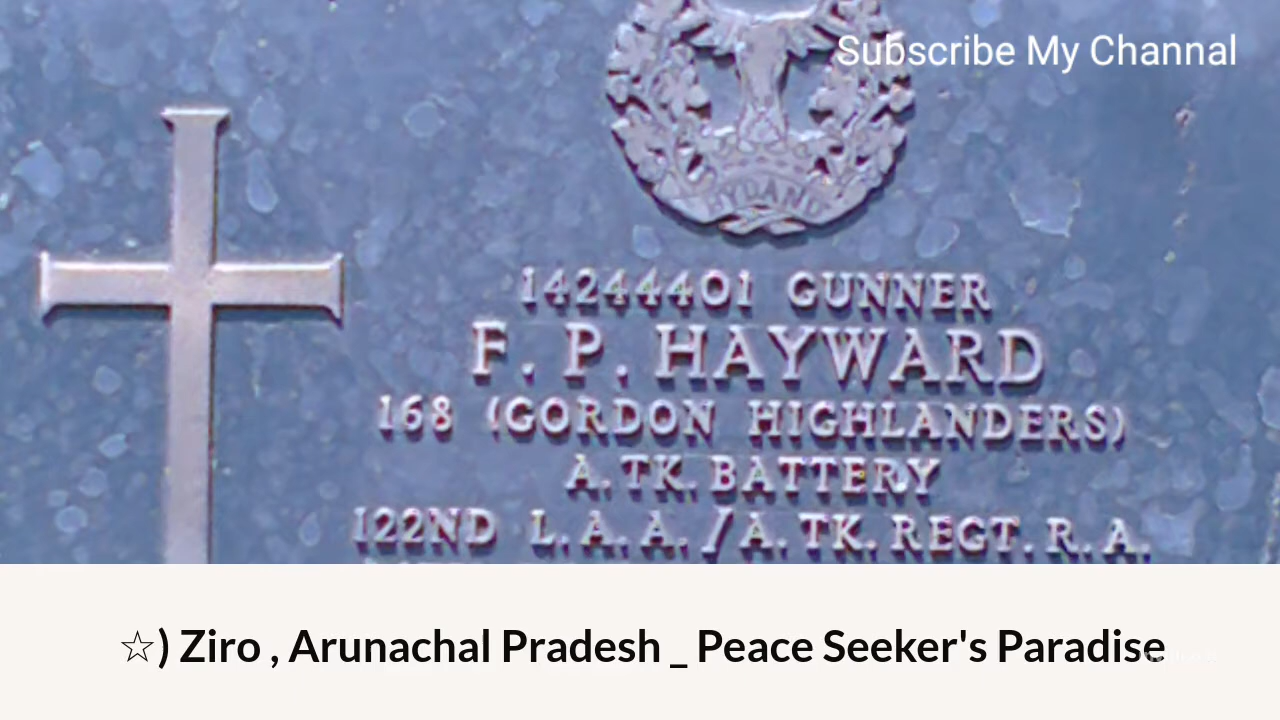 Subscribe My Channel
14244401 GUNNER
F. P. HAYWARD
168 (GORDON HIGHLANDERS)
A. TK. BATTERY
122ND L. A. A. / A. TK. REGT. R. A.
☆) Ziro , Arunachal Pradesh _ Peace Seeker's Paradise